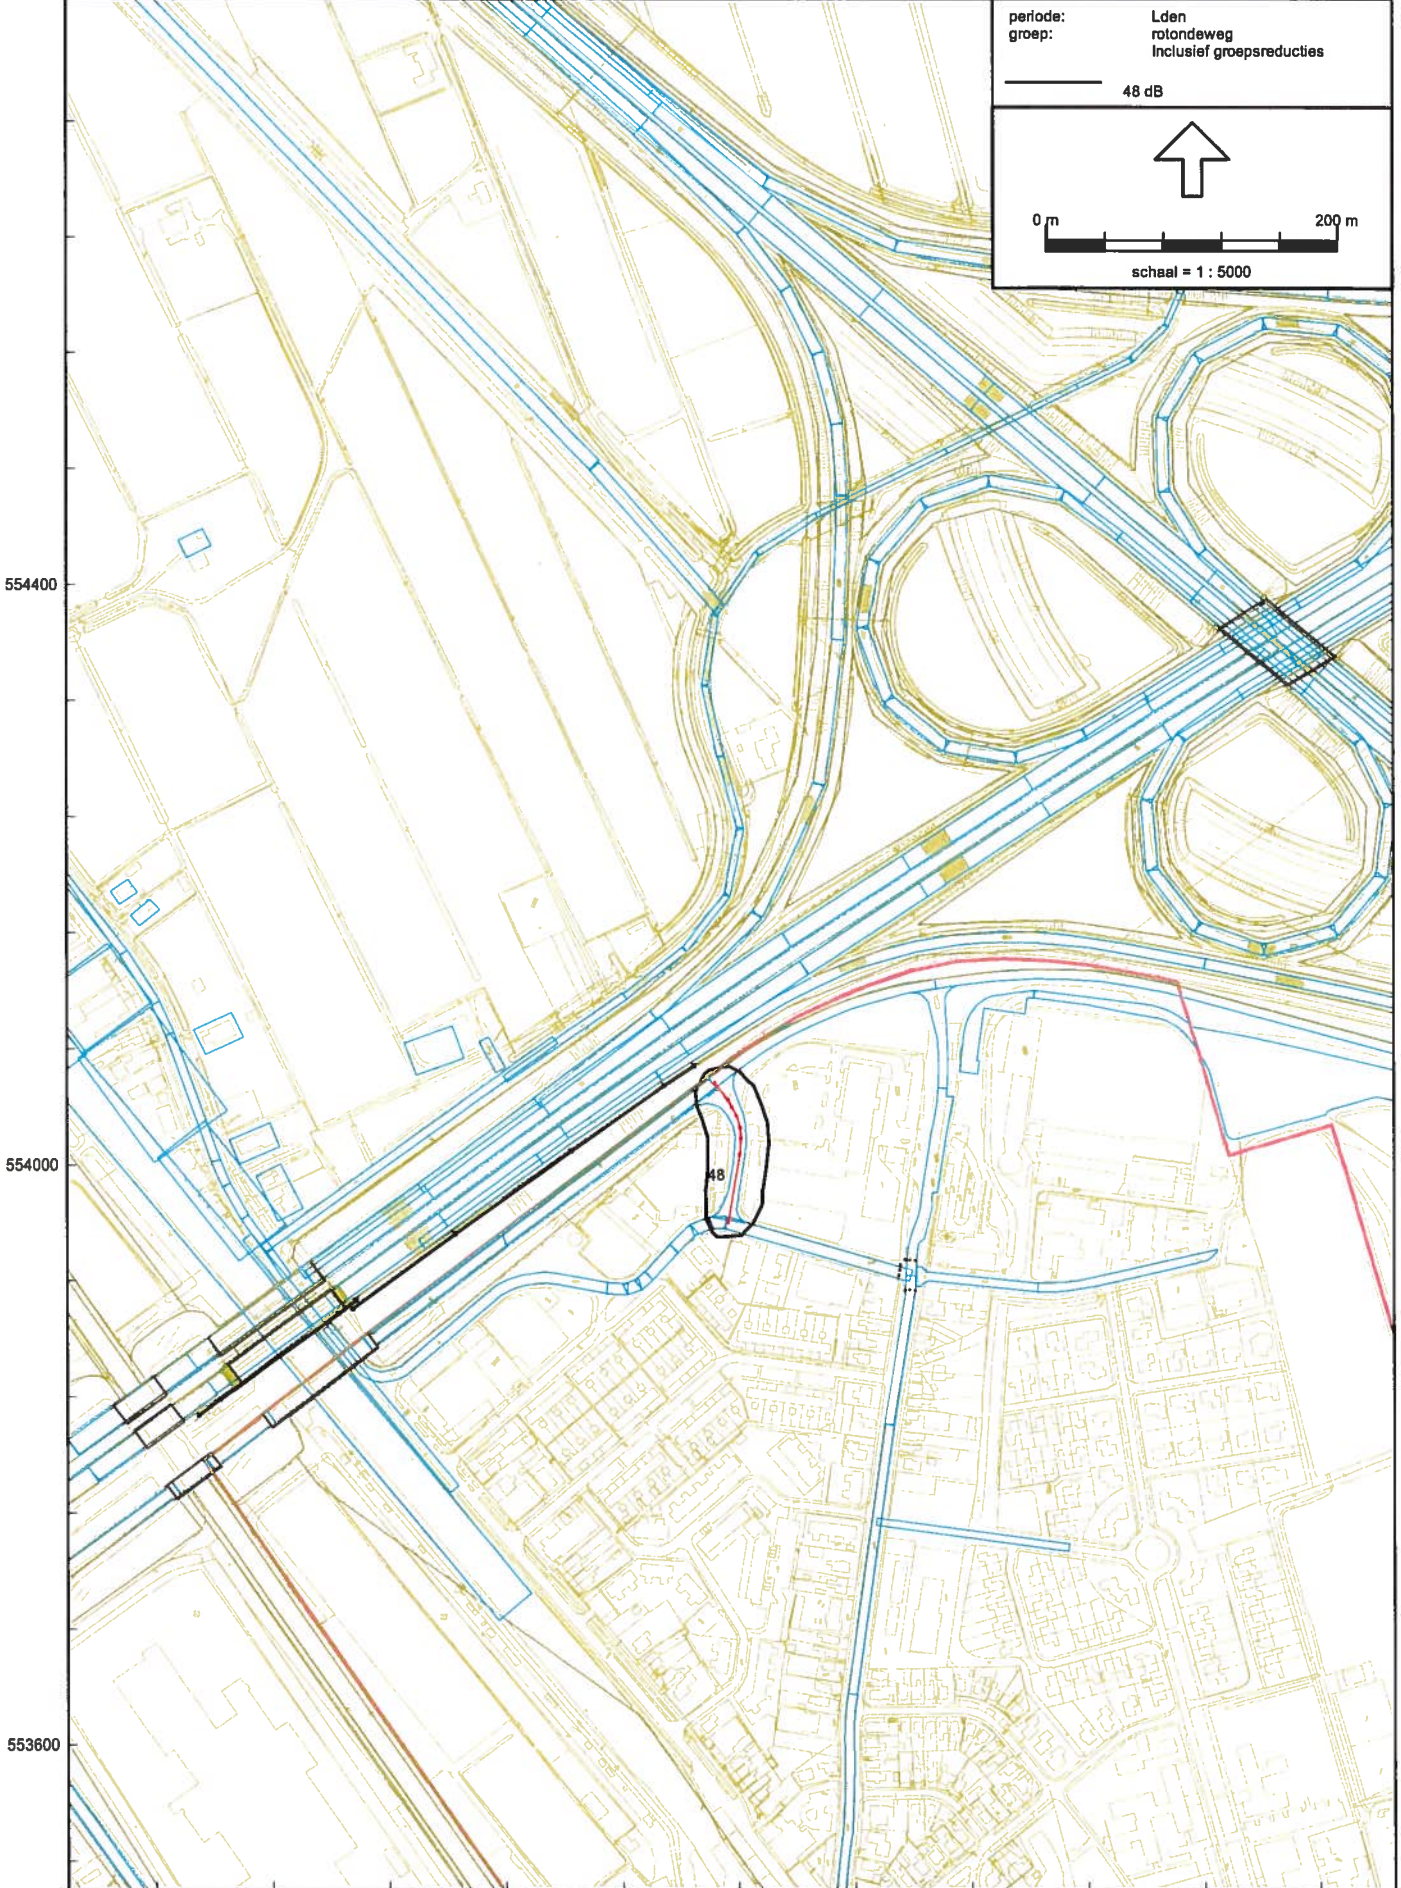 periode: Lden
groep: rotondeweg
Inclusief groepsreducties
48 dB
0 m 200 m
schaal = 1 : 5000
554400
554000
48
553600